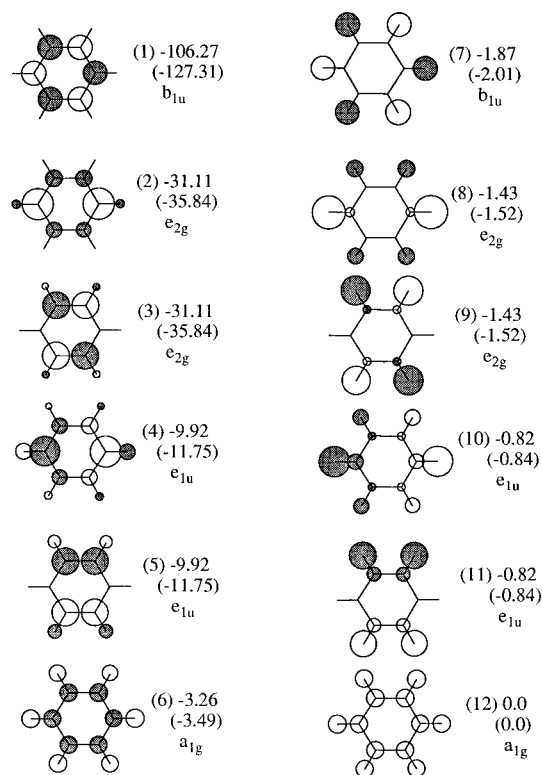 (1) -106.27
(-127.31)
b1u
(2) -31.11
(-35.84)
e2g
(3) -31.11
(-35.84)
e2g
(4) -9.92
(-11.75)
e1u
(5) -9.92
(-11.75)
e1u
(6) -3.26
(-3.49)
a1g
(7) -1.87
(-2.01)
b1u
(8) -1.43
(-1.52)
e2g
(9) -1.43
(-1.52)
e2g
(10) -0.82
(-0.84)
e1u
(11) -0.82
(-0.84)
e1u
(12) 0.0
(0.0)
a1g